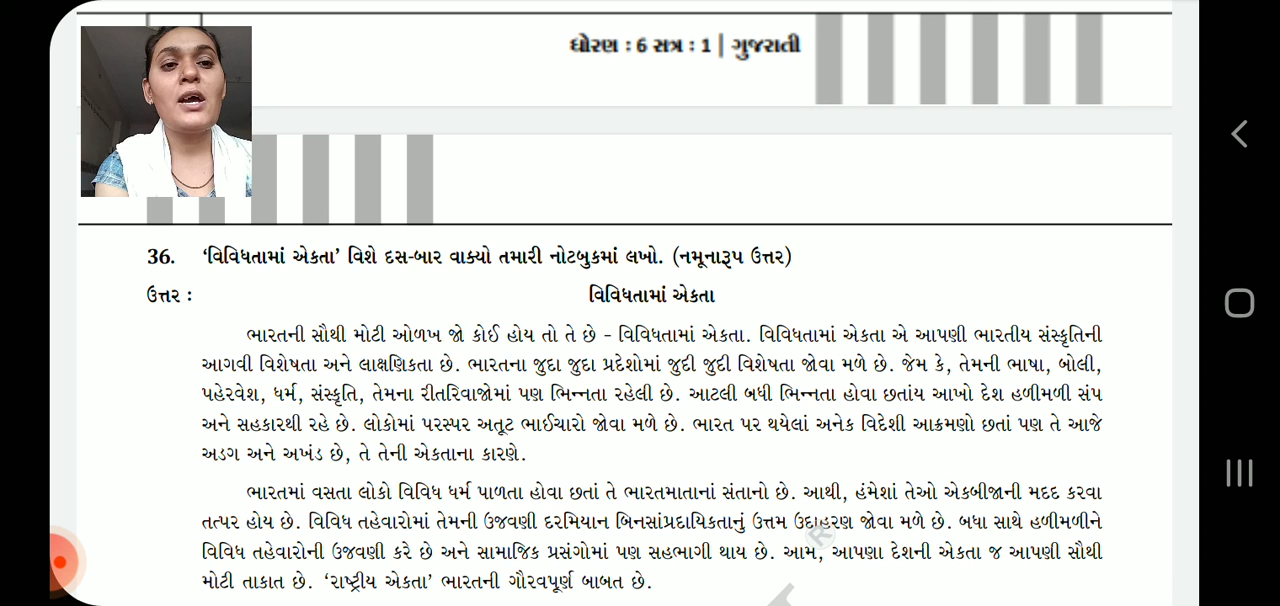 ધોરણ : 6 સત્ર : 1 | ગુજરાતી
36. ‘વિવિધતામાં એકતા’ વિશે દસ-બાર વાક્યો તમારી નોટબુકમાં લખો. (નમૂનારૂપ ઉત્તર)
ઉત્તર : વિવિધતામાં એકતા
ભારતની સૌથી મોટી ઓળખ જો કોઈ હોય તો તે છે - વિવિધતામાં એકતા. વિવિધતામાં એકતા એ આપણી ભારતીય સંસ્કૃતિની
આગવી વિશેષતા અને લાક્ષણિકતા છે. ભારતના જુદા જુદા પ્રદેશોમાં જુદી જુદી વિશેષતા જોવા મળે છે. જેમ કે, તેમની ભાષા, બોલી,
પહેરવેશ, ધર્મ, સંસ્કૃતિ, તેમના રીતરિવાજોમાં પણ ભિન્નતા રહેલી છે. આટલી બધી ભિન્નતા હોવા છતાંય આખો દેશ હળીમળી સંપ
અને સહકારથી રહે છે. લોકોમાં પરસ્પર અતૂટ ભાઈચારો જોવા મળે છે. ભારત પર થયેલાં અનેક વિદેશી આક્રમણો છતાં પણ તે આજે
અડગ અને અખંડ છે, તે તેની એકતાના કારણે.
ભારતમાં વસતા લોકો વિવિધ ધર્મ પાળતા હોવા છતાં તે ભારતમાતાનાં સંતાનો છે. આથી, હંમેશાં તેઓ એકબીજાની મદદ કરવા
તત્પર હોય છે. વિવિધ તહેવારોમાં તેમની ઉજવણી દરમિયાન બિનસાંપ્રદાયિકતાનું ઉત્તમ ઉદાહરણ જોવા મળે છે. બધા સાથે હળીમળીને
વિવિધ તહેવારોની ઉજવણી કરે છે અને સામાજિક પ્રસંગોમાં પણ સહભાગી થાય છે. આમ, આપણા દેશની એકતા જ આપણી સૌથી
મોટી તાકાત છે. ‘રાષ્ટ્રીય એકતા’ ભારતની ગૌરવપૂર્ણ બાબત છે.